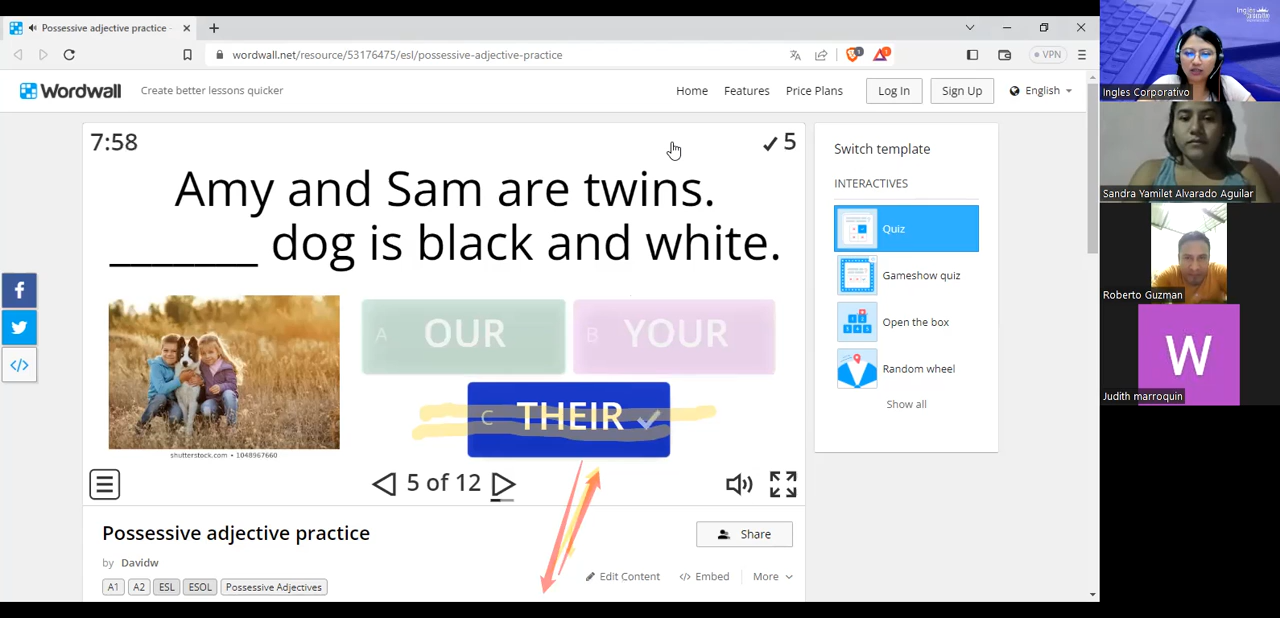 Possessive adjective practice -
wordwall.net/resource/53176475/esl/possessive-adjective-practice
1
1
VPN
Wordwall
Create better lessons quicker
Home
Features
Price Plans
Log In
Sign Up
English
7:58
5
Amy and Sam are twins.
_______ dog is black and white.
A OUR
B YOUR
C THEIR
shutterstock.com • 1048967660
5 of 12
Possessive adjective practice
Share
by Davidw
Edit Content
Embed
More
A1
A2
ESL
ESOL
Possessive Adjectives
Switch template
INTERACTIVES
Quiz
Gameshow quiz
Open the box
Random wheel
Show all
Ingles Corporativo
Sandra Yamilet Alvarado Aguilar
Roberto Guzman
W
Judith marroquin